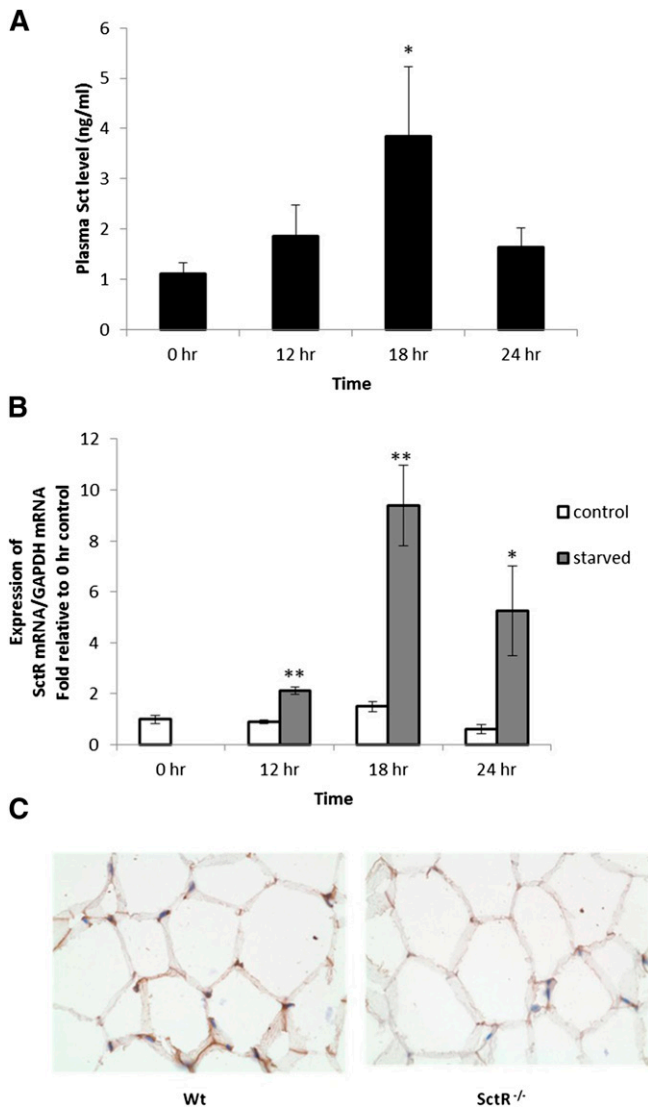 A
Plasma Sct level (ng/ml)
6
5
4
3
2
1
0
*
0 hr 12 hr 18 hr 24 hr
Time
B
Expression of
SctR mRNA/GAPDH mRNA
Fold relative to 0 hr control
12
10
8
6
4
2
0
**
**
*
control
starved
0 hr 12 hr 18 hr 24 hr
Time
C
Wt SctR-/-